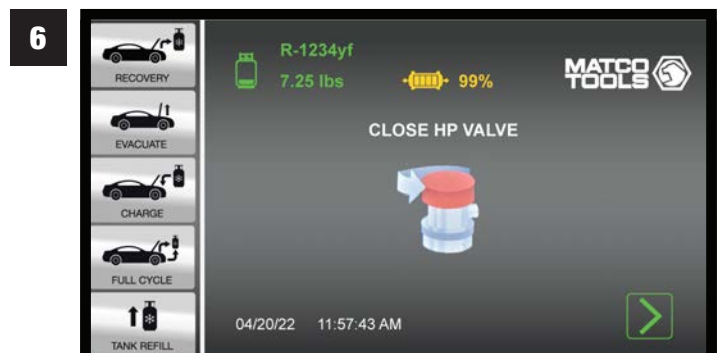 6
RECOVERY
EVACUATE
CHARGE
FULL CYCLE
TANK REFILL
R-1234yf
7.25 lbs
99%
MATCO
TOOLS
CLOSE HP VALVE
04/20/22 11:57:43 AM